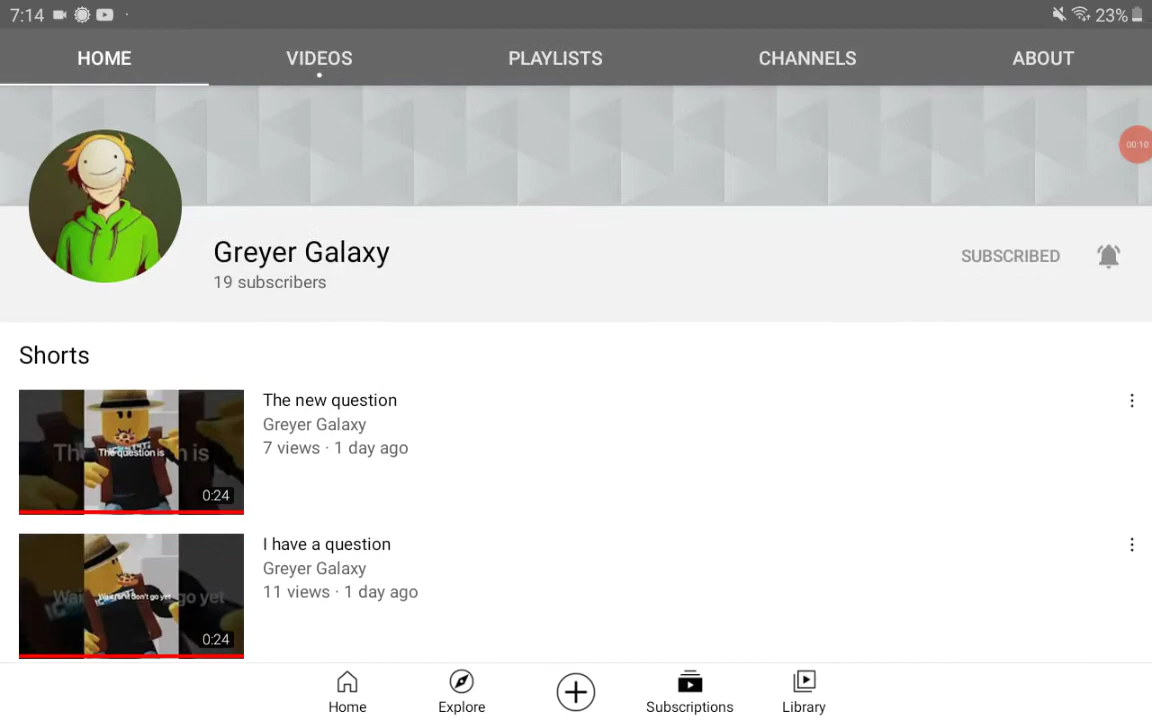 7:14
23%
HOME
VIDEOS
PLAYLISTS
CHANNELS
ABOUT
00:10
Greyer Galaxy
19 subscribers
SUBSCRIBED
Shorts
The question is
0:24
The new question
Greyer Galaxy
7 views · 1 day ago
go yet
0:24
I have a question
Greyer Galaxy
11 views · 1 day ago
Home
Explore
Subscriptions
Library